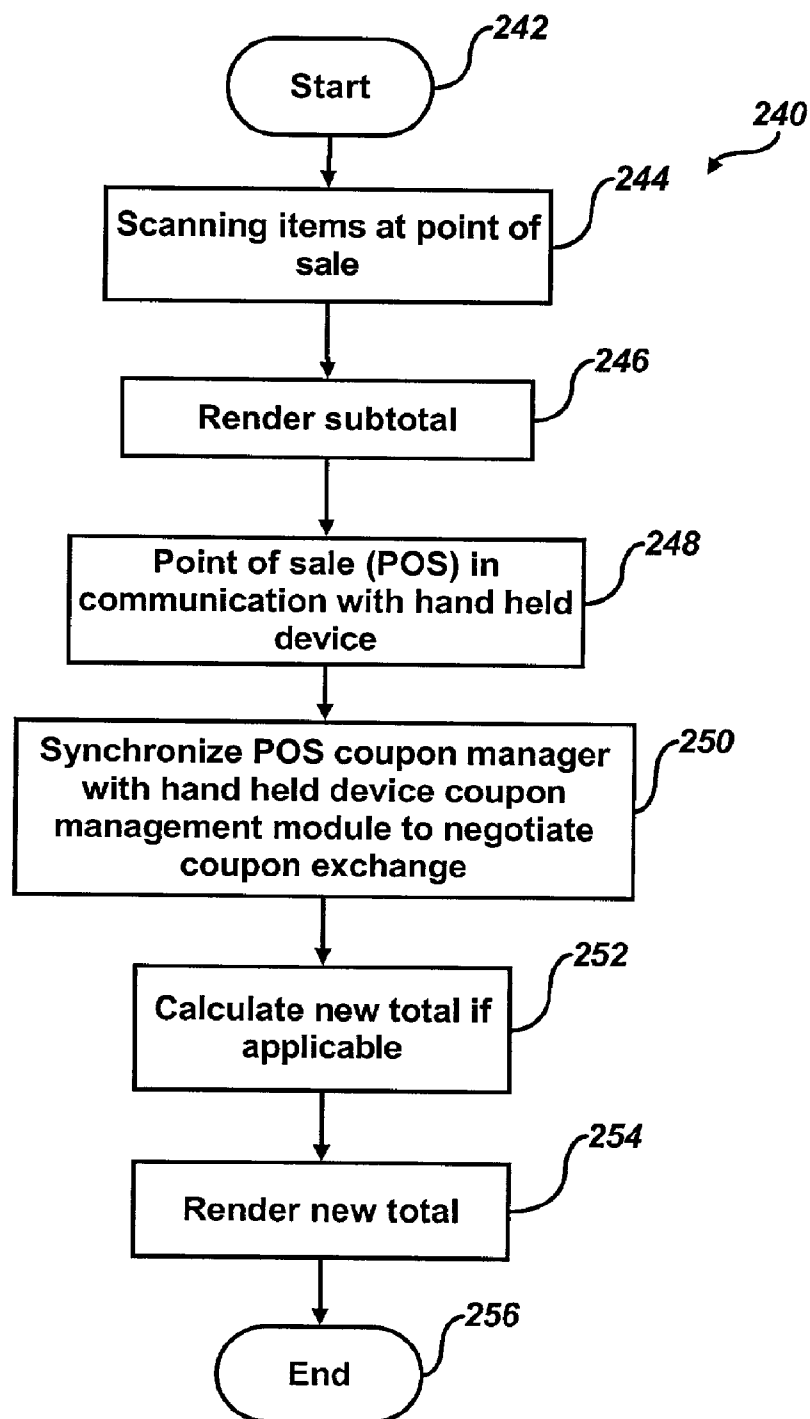 242
Start
240
244
Scanning items at point of
sale
246
Render subtotal
248
Point of sale (POS) in
communication with hand held
device
250
Synchronize POS coupon manager
with hand held device coupon
management module to negotiate
coupon exchange
252
Calculate new total if
applicable
254
Render new total
256
End